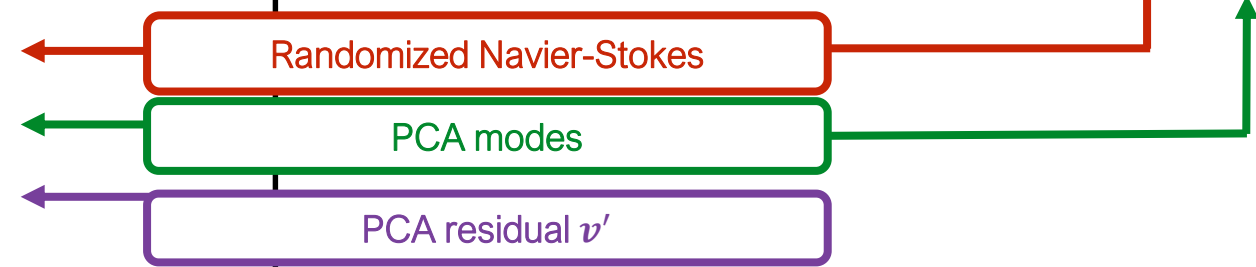 Randomized Navier-Stokes
PCA modes
PCA residual v′